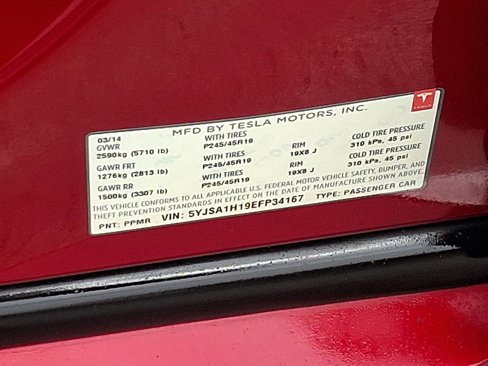 MFD BY TESLA MOTORS, INC.
TESLA
03/14
GVWR WITH TIRES RIM COLD TIRE PRESSURE
2590kg (5710 lb) P245/45R19 19X8 J 310 kPa, 45 psi
GAWR FRT WITH TIRES RIM COLD TIRE PRESSURE
1276kg (2813 lb) P245/45R19 19X8 J 310 kPa, 45 psi
GAWR RR WITH TIRES
1500kg (3307 lb) P245/45R19
THIS VEHICLE CONFORMS TO ALL APPLICABLE U.S. FEDERAL MOTOR VEHICLE SAFETY, BUMPER, AND
THEFT PREVENTION STANDARDS IN EFFECT ON THE DATE OF MANUFACTURE SHOWN ABOVE.
PNT: PPMR VIN: 5YJSA1H19EFP34167 TYPE: PASSENGER CAR